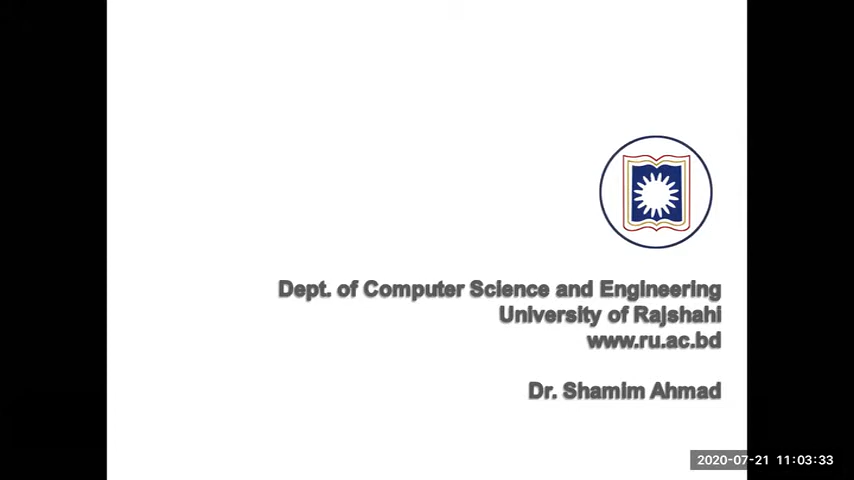 Dept. of Computer Science and Engineering
University of Rajshahi
www.ru.ac.bd
Dr. Shamim Ahmad
2020-07-21 11:03:33